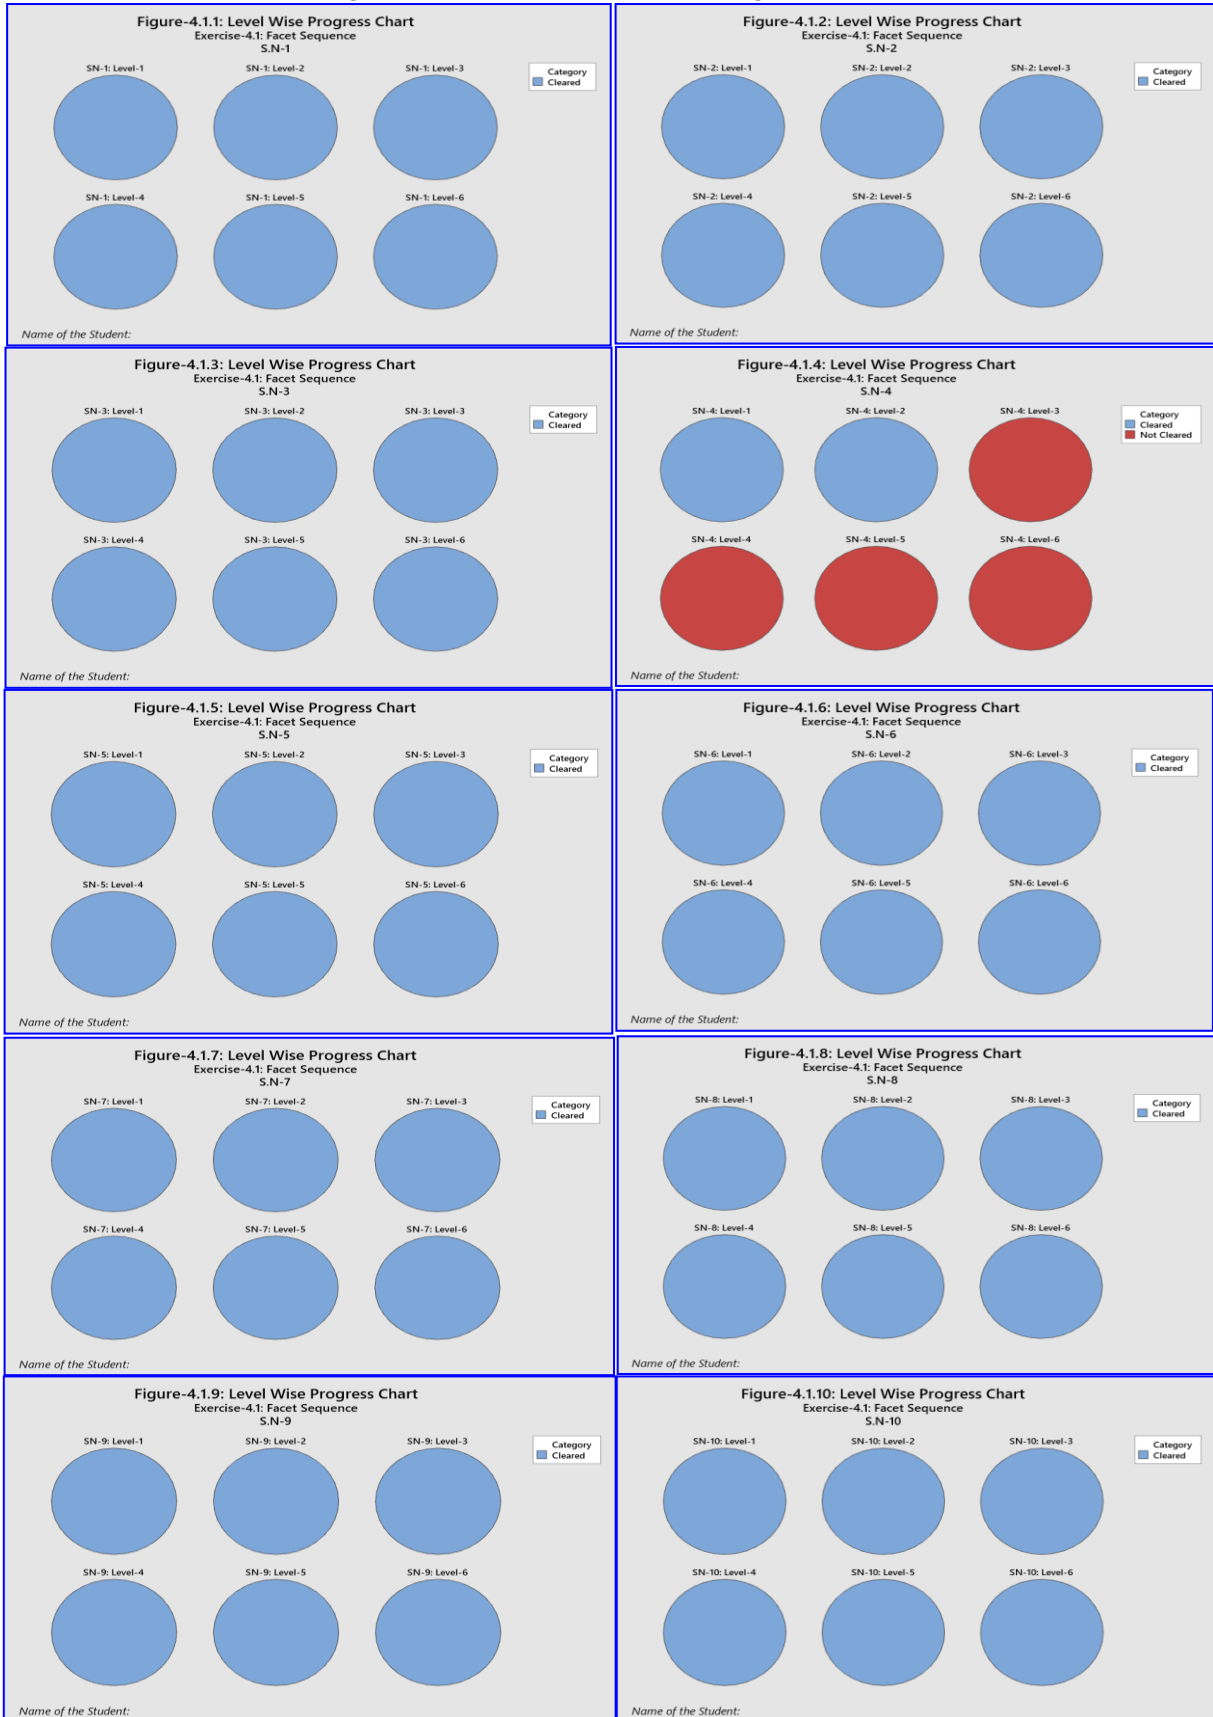 Figure-4.1.1: Level Wise Progress Chart
Exercise-4.1: Facet Sequence
S.N-1
SN-1: Level-1 SN-1: Level-2 SN-1: Level-3
Category
Cleared
SN-1: Level-4 SN-1: Level-5 SN-1: Level-6
Name of the Student:
Figure-4.1.2: Level Wise Progress Chart
Exercise-4.1: Facet Sequence
S.N-2
SN-2: Level-1 SN-2: Level-2 SN-2: Level-3
Category
Cleared
SN-2: Level-4 SN-2: Level-5 SN-2: Level-6
Name of the Student:
Figure-4.1.3: Level Wise Progress Chart
Exercise-4.1: Facet Sequence
S.N-3
SN-3: Level-1 SN-3: Level-2 SN-3: Level-3
Category
Cleared
SN-3: Level-4 SN-3: Level-5 SN-3: Level-6
Name of the Student:
Figure-4.1.4: Level Wise Progress Chart
Exercise-4.1: Facet Sequence
S.N-4
SN-4: Level-1 SN-4: Level-2 SN-4: Level-3
Category
Cleared
Not Cleared
SN-4: Level-4 SN-4: Level-5 SN-4: Level-6
Name of the Student:
Figure-4.1.5: Level Wise Progress Chart
Exercise-4.1: Facet Sequence
S.N-5
SN-5: Level-1 SN-5: Level-2 SN-5: Level-3
Category
Cleared
SN-5: Level-4 SN-5: Level-5 SN-5: Level-6
Name of the Student:
Figure-4.1.6: Level Wise Progress Chart
Exercise-4.1: Facet Sequence
S.N-6
SN-6: Level-1 SN-6: Level-2 SN-6: Level-3
Category
Cleared
SN-6: Level-4 SN-6: Level-5 SN-6: Level-6
Name of the Student:
Figure-4.1.7: Level Wise Progress Chart
Exercise-4.1: Facet Sequence
S.N-7
SN-7: Level-1 SN-7: Level-2 SN-7: Level-3
Category
Cleared
SN-7: Level-4 SN-7: Level-5 SN-7: Level-6
Name of the Student:
Figure-4.1.8: Level Wise Progress Chart
Exercise-4.1: Facet Sequence
S.N-8
SN-8: Level-1 SN-8: Level-2 SN-8: Level-3
Category
Cleared
SN-8: Level-4 SN-8: Level-5 SN-8: Level-6
Name of the Student:
Figure-4.1.9: Level Wise Progress Chart
Exercise-4.1: Facet Sequence
S.N-9
SN-9: Level-1 SN-9: Level-2 SN-9: Level-3
Category
Cleared
SN-9: Level-4 SN-9: Level-5 SN-9: Level-6
Name of the Student:
Figure-4.1.10: Level Wise Progress Chart
Exercise-4.1: Facet Sequence
S.N-10
SN-10: Level-1 SN-10: Level-2 SN-10: Level-3
Category
Cleared
SN-10: Level-4 SN-10: Level-5 SN-10: Level-6
Name of the Student: